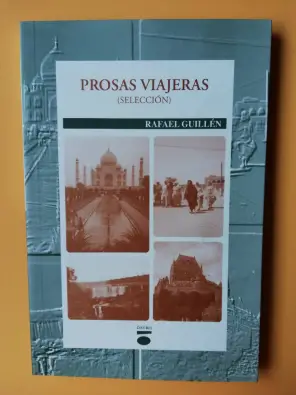 PROSAS VIAJERAS
(SELECCIÓN)
RAFAEL GUILLÉN